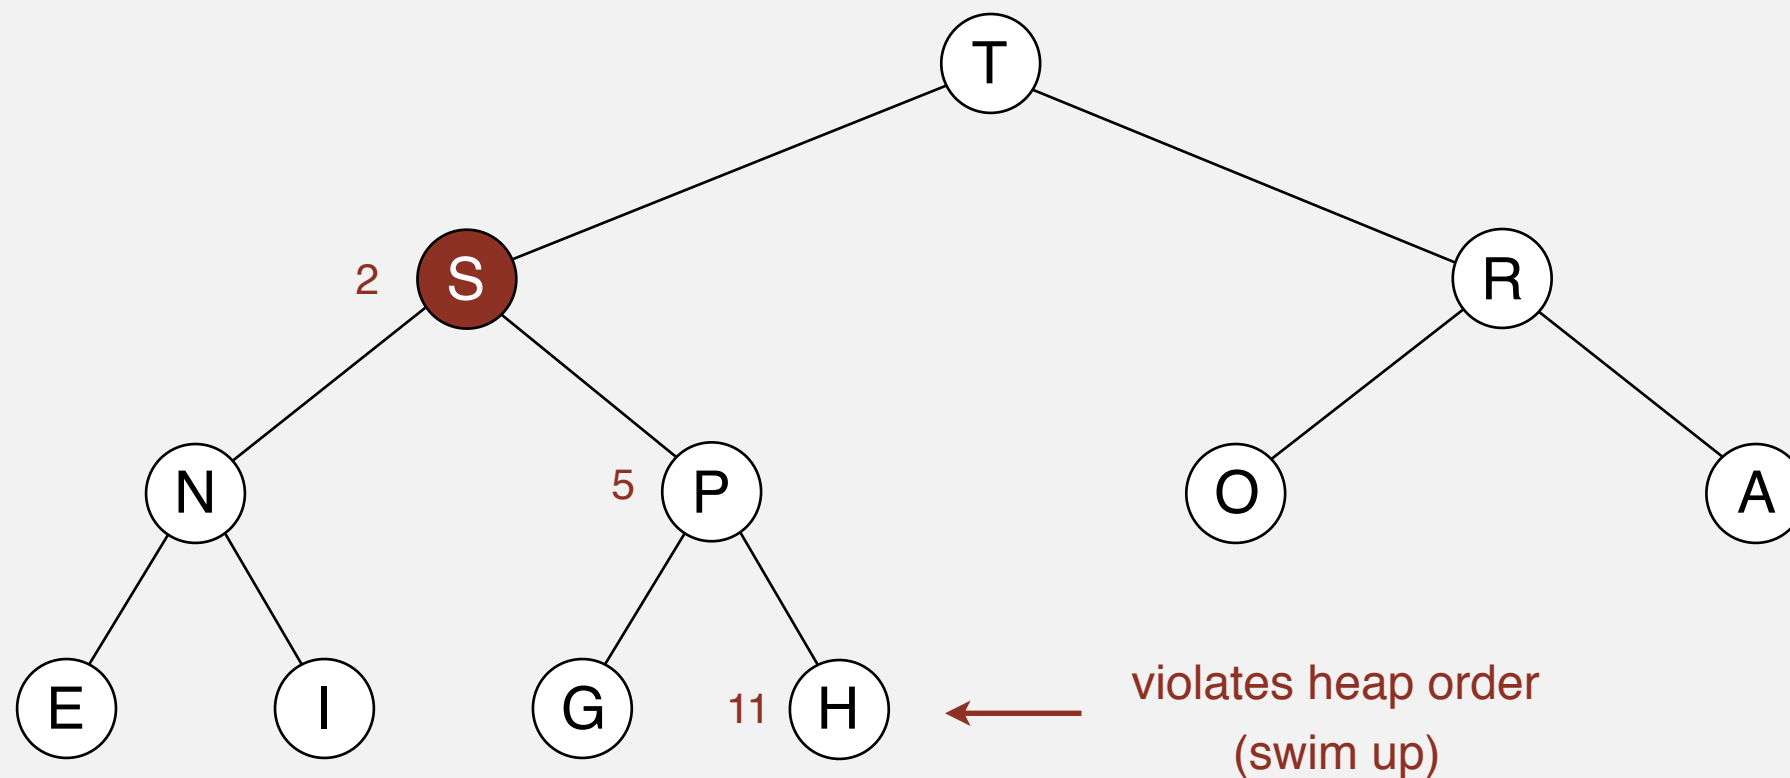 T
2 S R
N 5 P O A
E I G 11 H
violates heap order
(swim up)